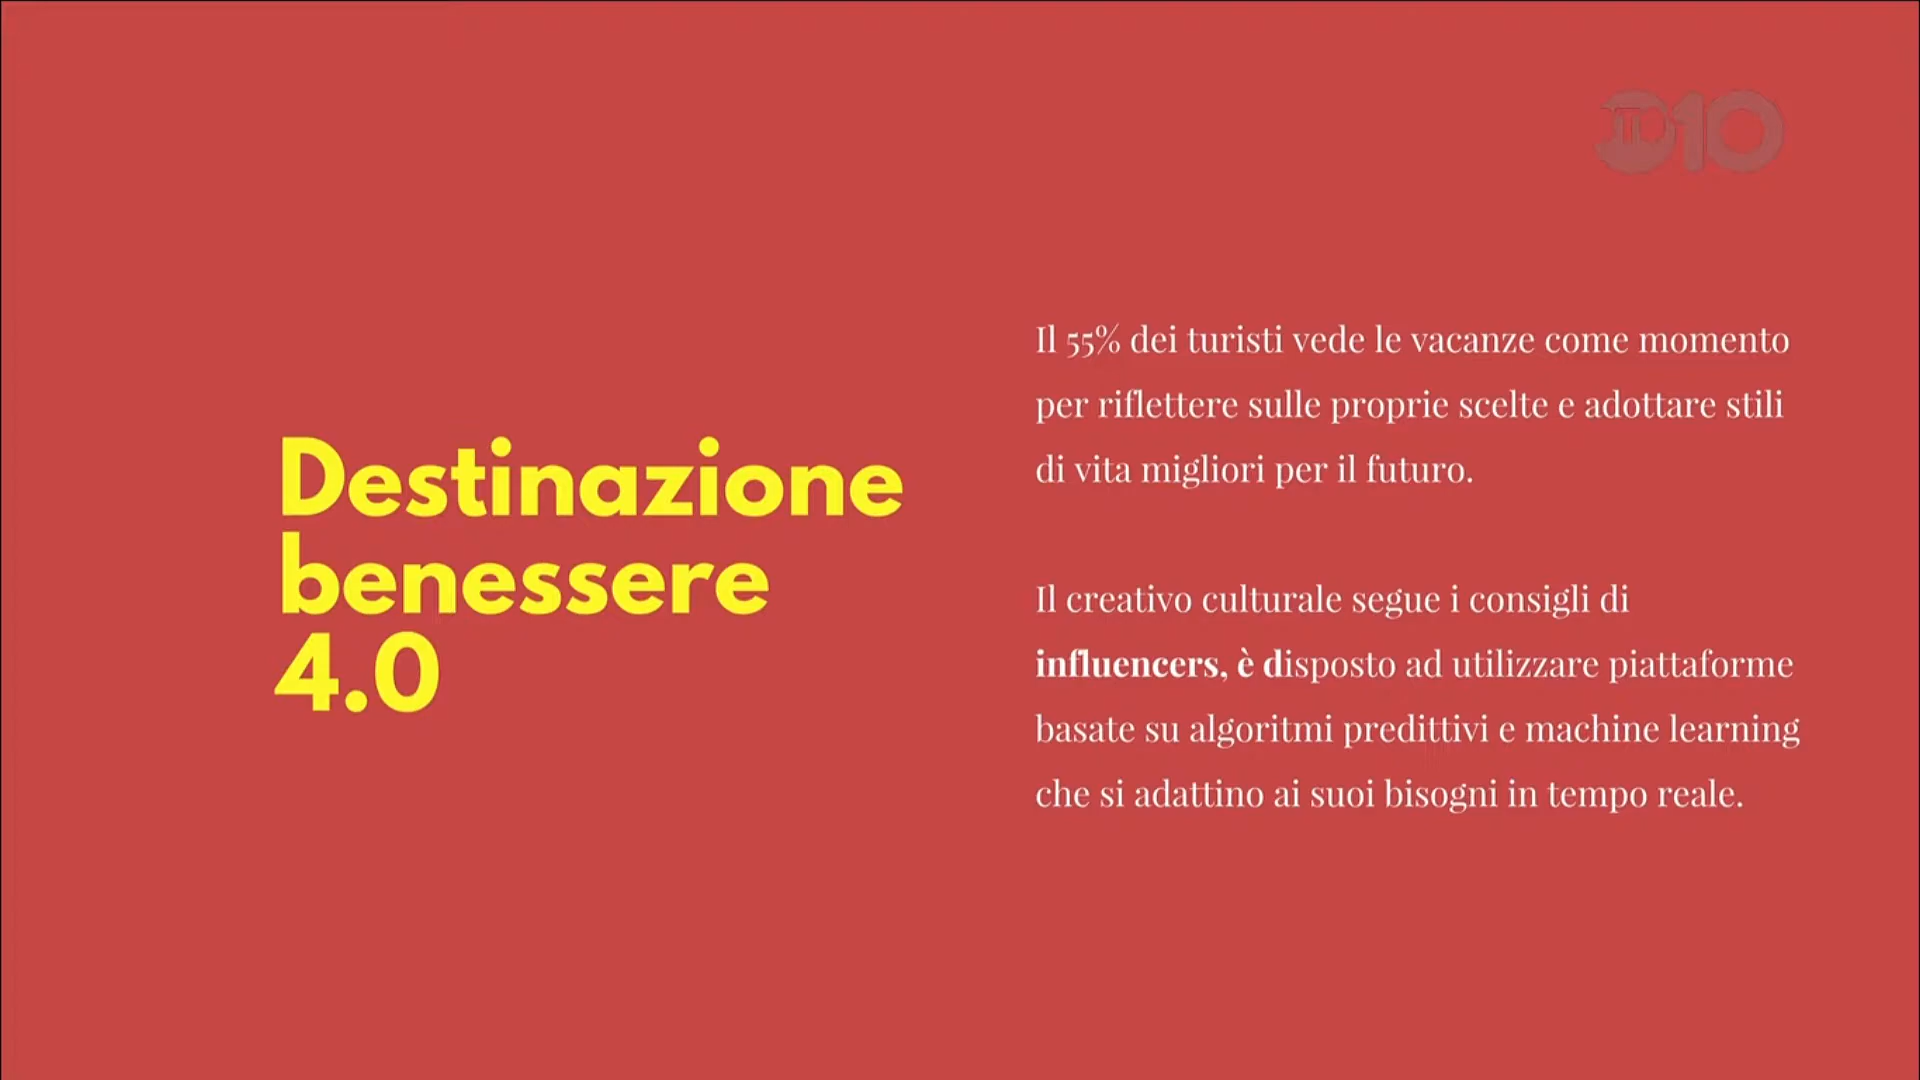 Destinazione
benessere
4.0
Il 55% dei turisti vede le vacanze come momento
per riflettere sulle proprie scelte e adottare stili
di vita migliori per il futuro.
Il creativo culturale segue i consigli di
influencers, è disposto ad utilizzare piattaforme
basate su algoritmi predittivi e machine learning
che si adattino ai suoi bisogni in tempo reale.